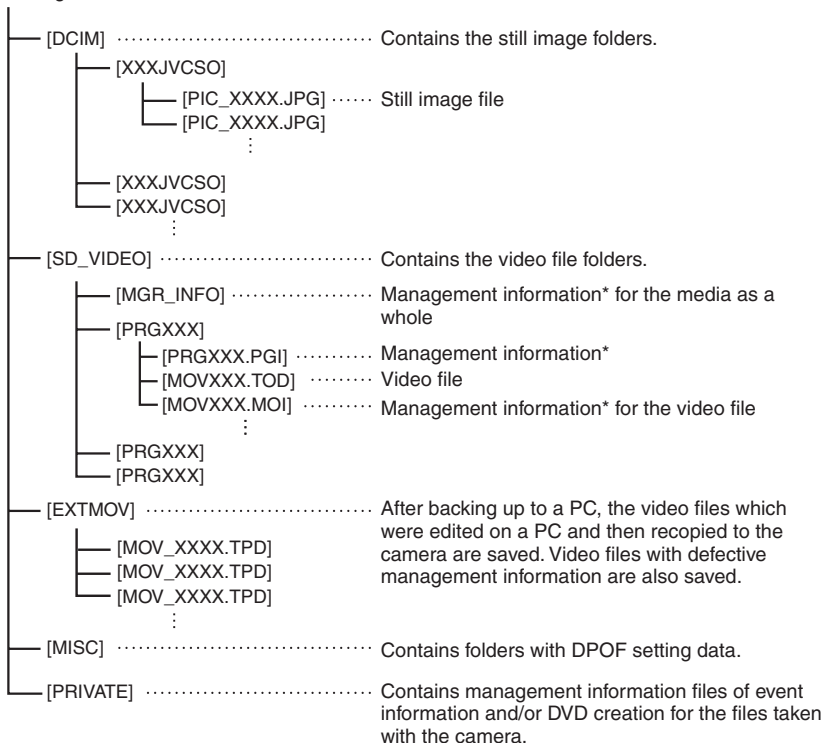 [DCIM] Contains the still image folders.
[XXXJVCSO]
[PIC_XXXX.JPG] Still image file
[PIC_XXXX.JPG]
[XXXJVCSO]
[XXXJVCSO]
[SD_VIDEO] Contains the video file folders.
[MGR_INFO] Management information* for the media as a
whole
[PRGXXX]
[PRGXXX.PGI] Management information*
[MOVXXX.TOD] Video file
[MOVXXX.MOI] Management information* for the video file
[PRGXXX]
[PRGXXX]
[EXTMOV] After backing up to a PC, the video files which
were edited on a PC and then recopied to the
camera are saved. Video files with defective
management information are also saved.
[MOV_XXXX.TPD]
[MOV_XXXX.TPD]
[MOV_XXXX.TPD]
[MISC] Contains folders with DPOF setting data.
[PRIVATE] Contains management information files of event
information and/or DVD creation for the files taken
with the camera.